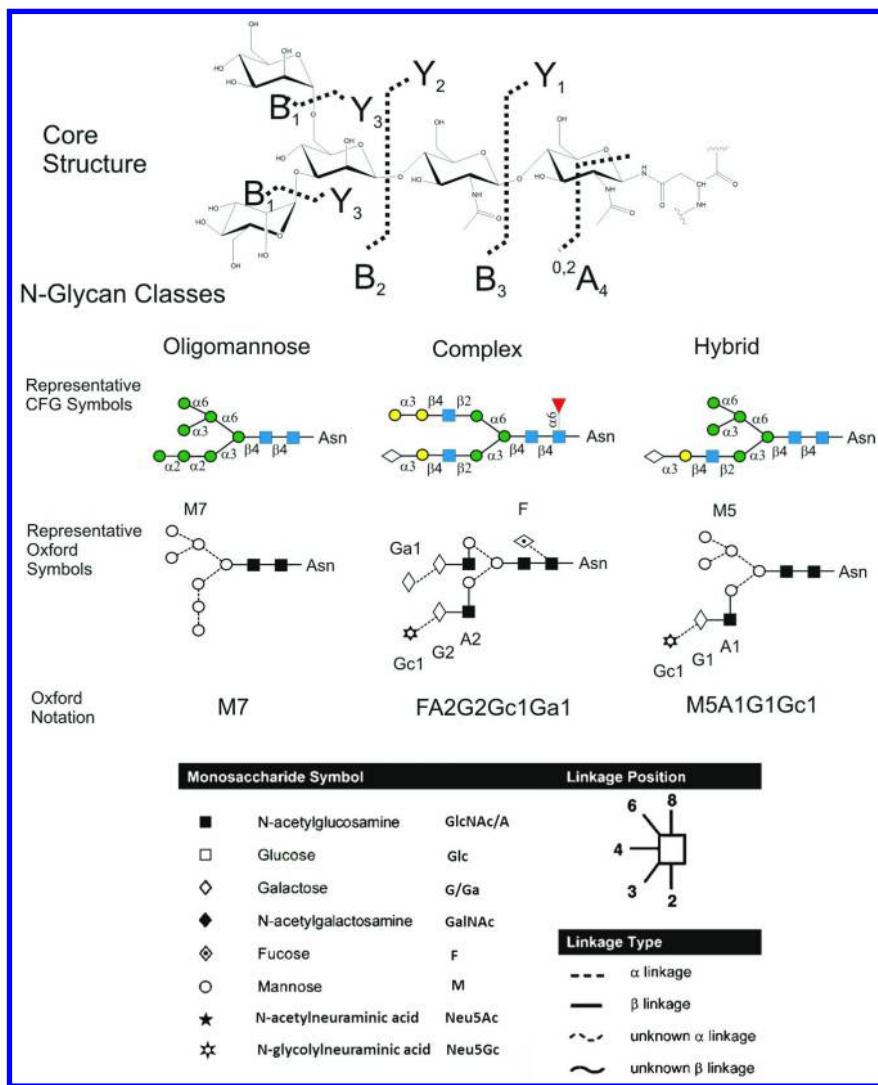 Core
Structure
HO
OH
O
B1
Y3
Y2
Y1
B1
Y3
B2
B3
0,2A4
NH
N-Glycan Classes
Oligomannose Complex Hybrid
Representative
CFG Symbols
α6 α6 α3 α2 α2 α3 β4 β4 Asn
α3 β4 β2 α6 α6 α3 β4 β2 α3 β4 β4 Asn
α6 α6 α3 α3 β4 β2 α3 β4 β4 Asn
Representative
Oxford
Symbols
M7
Asn
F
Ga1
Asn
A2
G2
Gc1
M5
Asn
A1
G1
Gc1
Oxford
Notation
M7 FA2G2Gc1Ga1 M5A1G1Gc1
Monosaccharide Symbol
N-acetylglucosamine GlcNAc/A
Glucose Glc
Galactose G/Ga
N-acetylgalactosamine GalNAc
Fucose F
Mannose M
N-acetylneuraminic acid Neu5Ac
N-glycolylneuraminic acid Neu5Gc
Linkage Position
6 8
4
3 2
Linkage Type
α linkage
β linkage
unknown α linkage
unknown β linkage